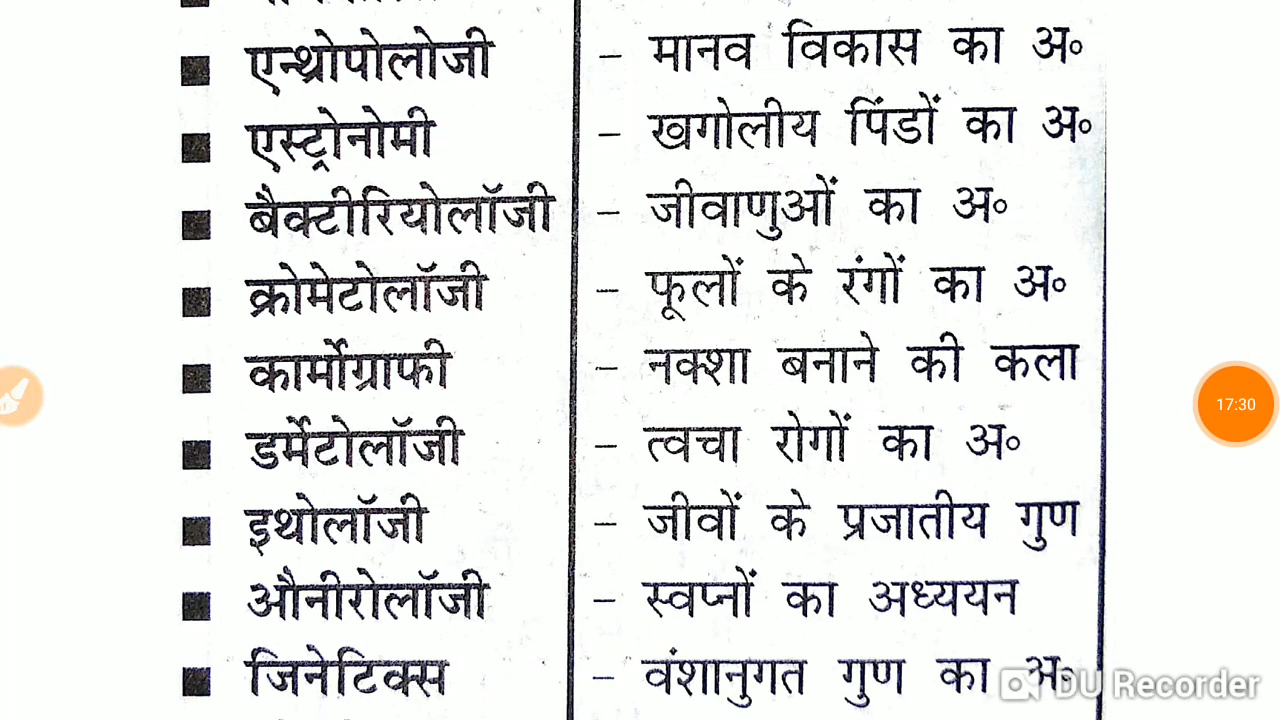 एन्थ्रोपोलोजी – मानव विकास का अ॰
एस्ट्रोनोमी – खगोलीय पिंडों का अ॰
बैक्टीरियोलॉजी – जीवाणुओं का अ॰
क्रोमेटोलॉजी – फूलों के रंगों का अ॰
कार्मोग्राफी – नक्शा बनाने की कला
17:30
डर्मेटोलॉजी – त्वचा रोगों का अ॰
इथोलॉजी – जीवों के प्रजातीय गुण
औनीरोलॉजी – स्वप्नों का अध्ययन
जिनेटिक्स – वंशानुगत गुण का अ॰
DU Recorder